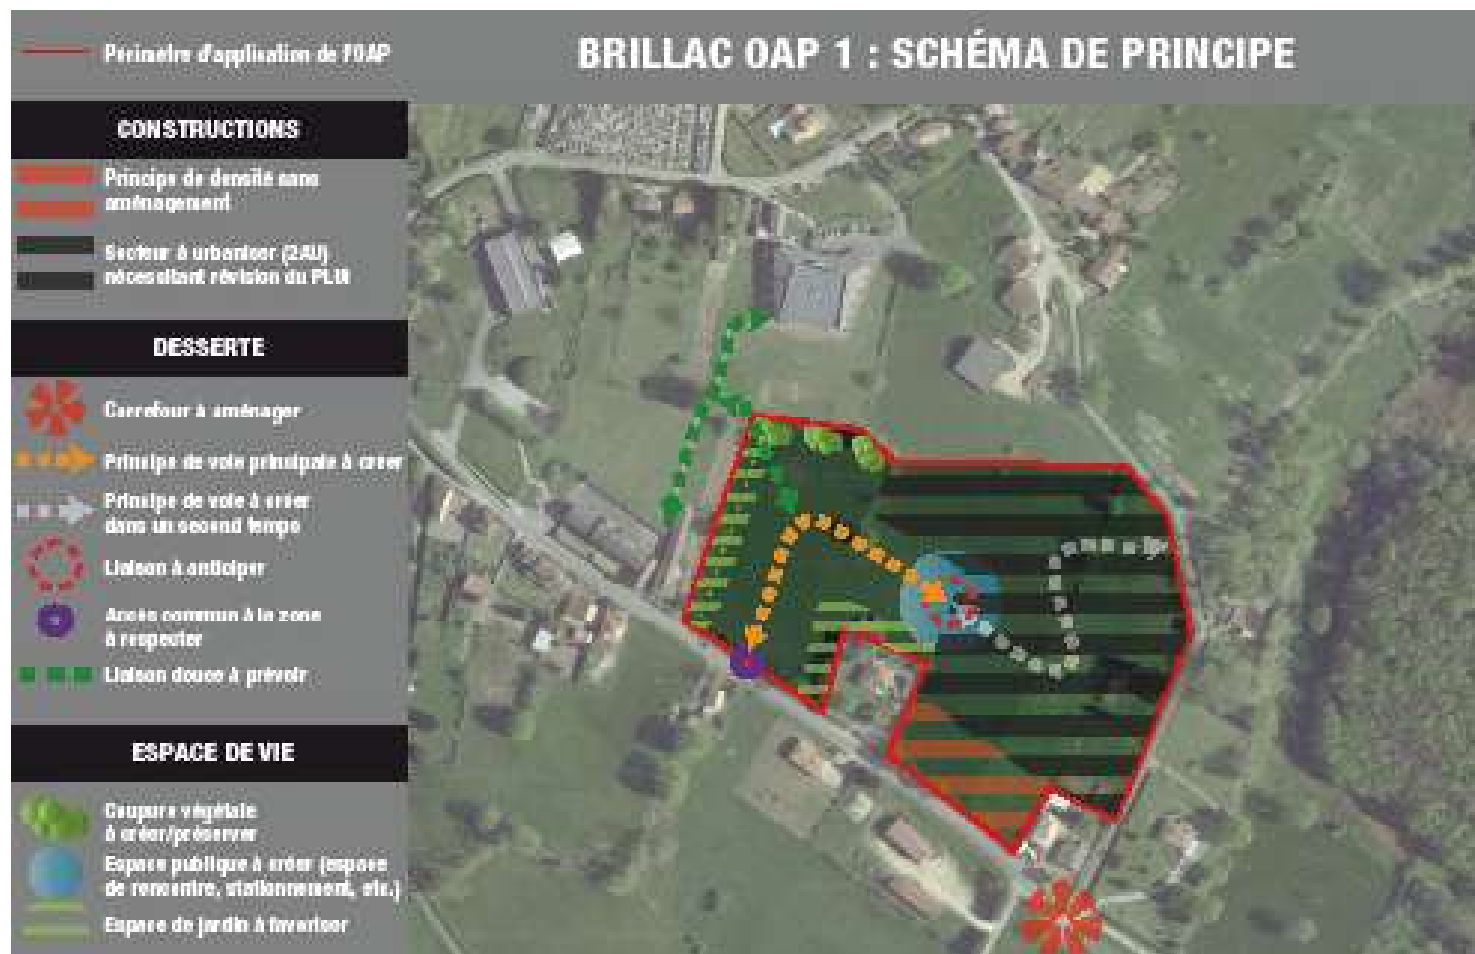 Périmètre d'application de l'OAP
BRILLAC OAP 1 : SCHÉMA DE PRINCIPE
CONSTRUCTIONS
Principe de densité sans
aménagement
Secteur à urbaniser (2AU)
nécessitant révision du PLUi
DESSERTE
Carrefour à aménager
Principe de voie principale à créer
Principe de voie à créer
dans un second temps
Liaison à anticiper
Accès commun à la zone
à respecter
Liaison douce à prévoir
ESPACE DE VIE
Coupure végétale
à créer/préserver
Espace publique à créer (espace
de rencontre, stationnement, etc.)
Espace de jardin à favoriser